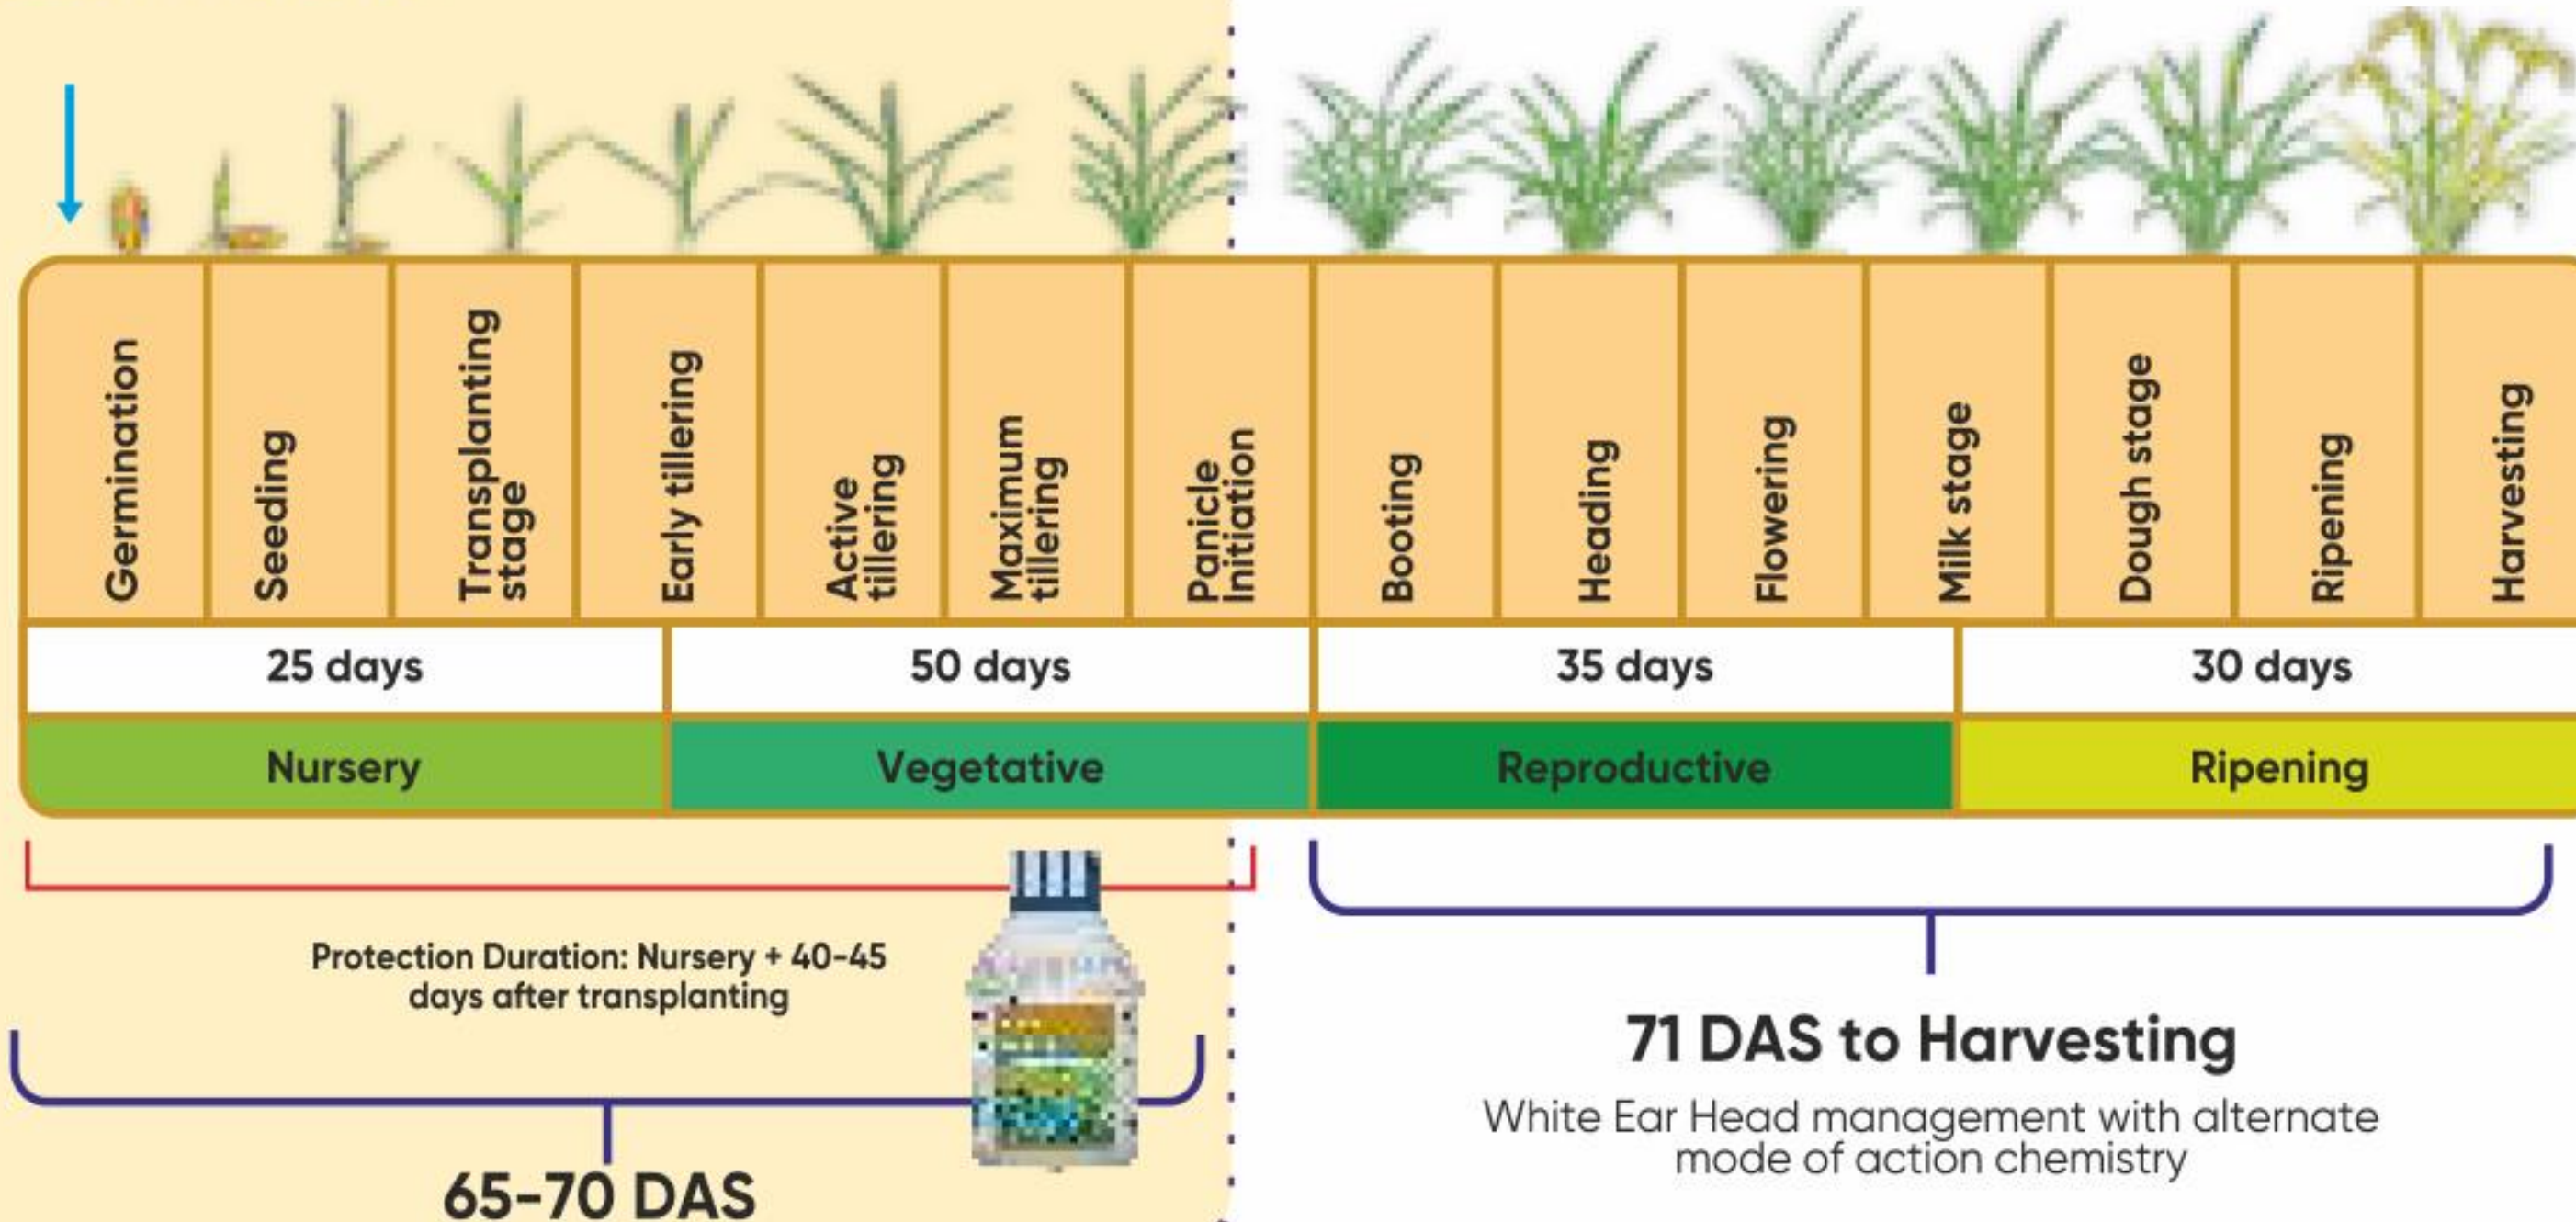 Germination
Seeding
Transplanting
stage
Early tillering
Active
tillering
Maximum
tillering
Panicle
Initiation
Booting
Heading
Flowering
Milk stage
Dough stage
Ripening
Harvesting
25 days
50 days
35 days
30 days
Nursery
Vegetative
Reproductive
Ripening
Protection Duration: Nursery + 40-45
days after transplanting
65-70 DAS
71 DAS to Harvesting
White Ear Head management with alternate
mode of action chemistry